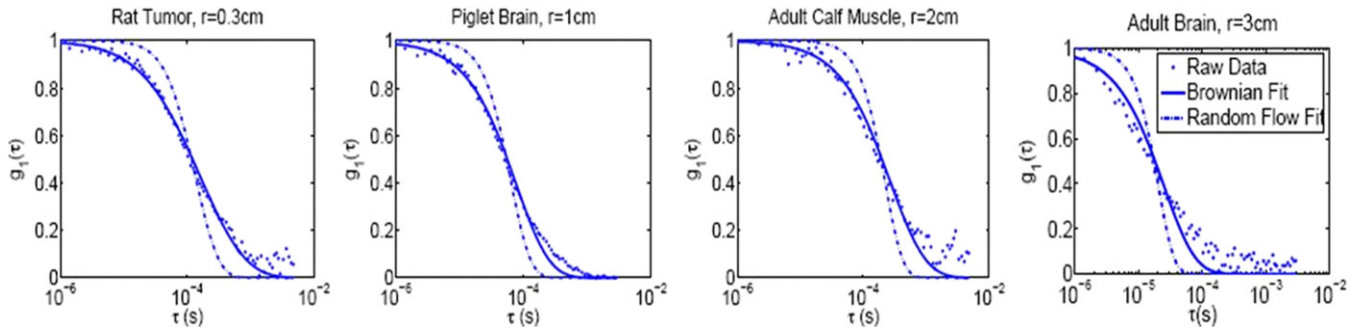 Rat Tumor, r=0.3cm
1
0.8
0.6
0.4
0.2
0
g₁(τ)
10⁻⁶
10⁻⁴
10⁻²
τ (s)
Piglet Brain, r=1cm
1
0.8
0.6
0.4
0.2
0
g₁(τ)
10⁻⁶
10⁻⁴
10⁻²
τ (s)
Adult Calf Muscle, r=2cm
1
0.8
0.6
0.4
0.2
0
g₁(τ)
10⁻⁶
10⁻⁴
10⁻²
τ (s)
Adult Brain, r=3cm
1
0.8
0.6
0.4
0.2
0
g₁(τ)
Raw Data
Brownian Fit
Random Flow Fit
10⁻⁶
10⁻⁵
10⁻⁴
10⁻³
10⁻²
τ(s)